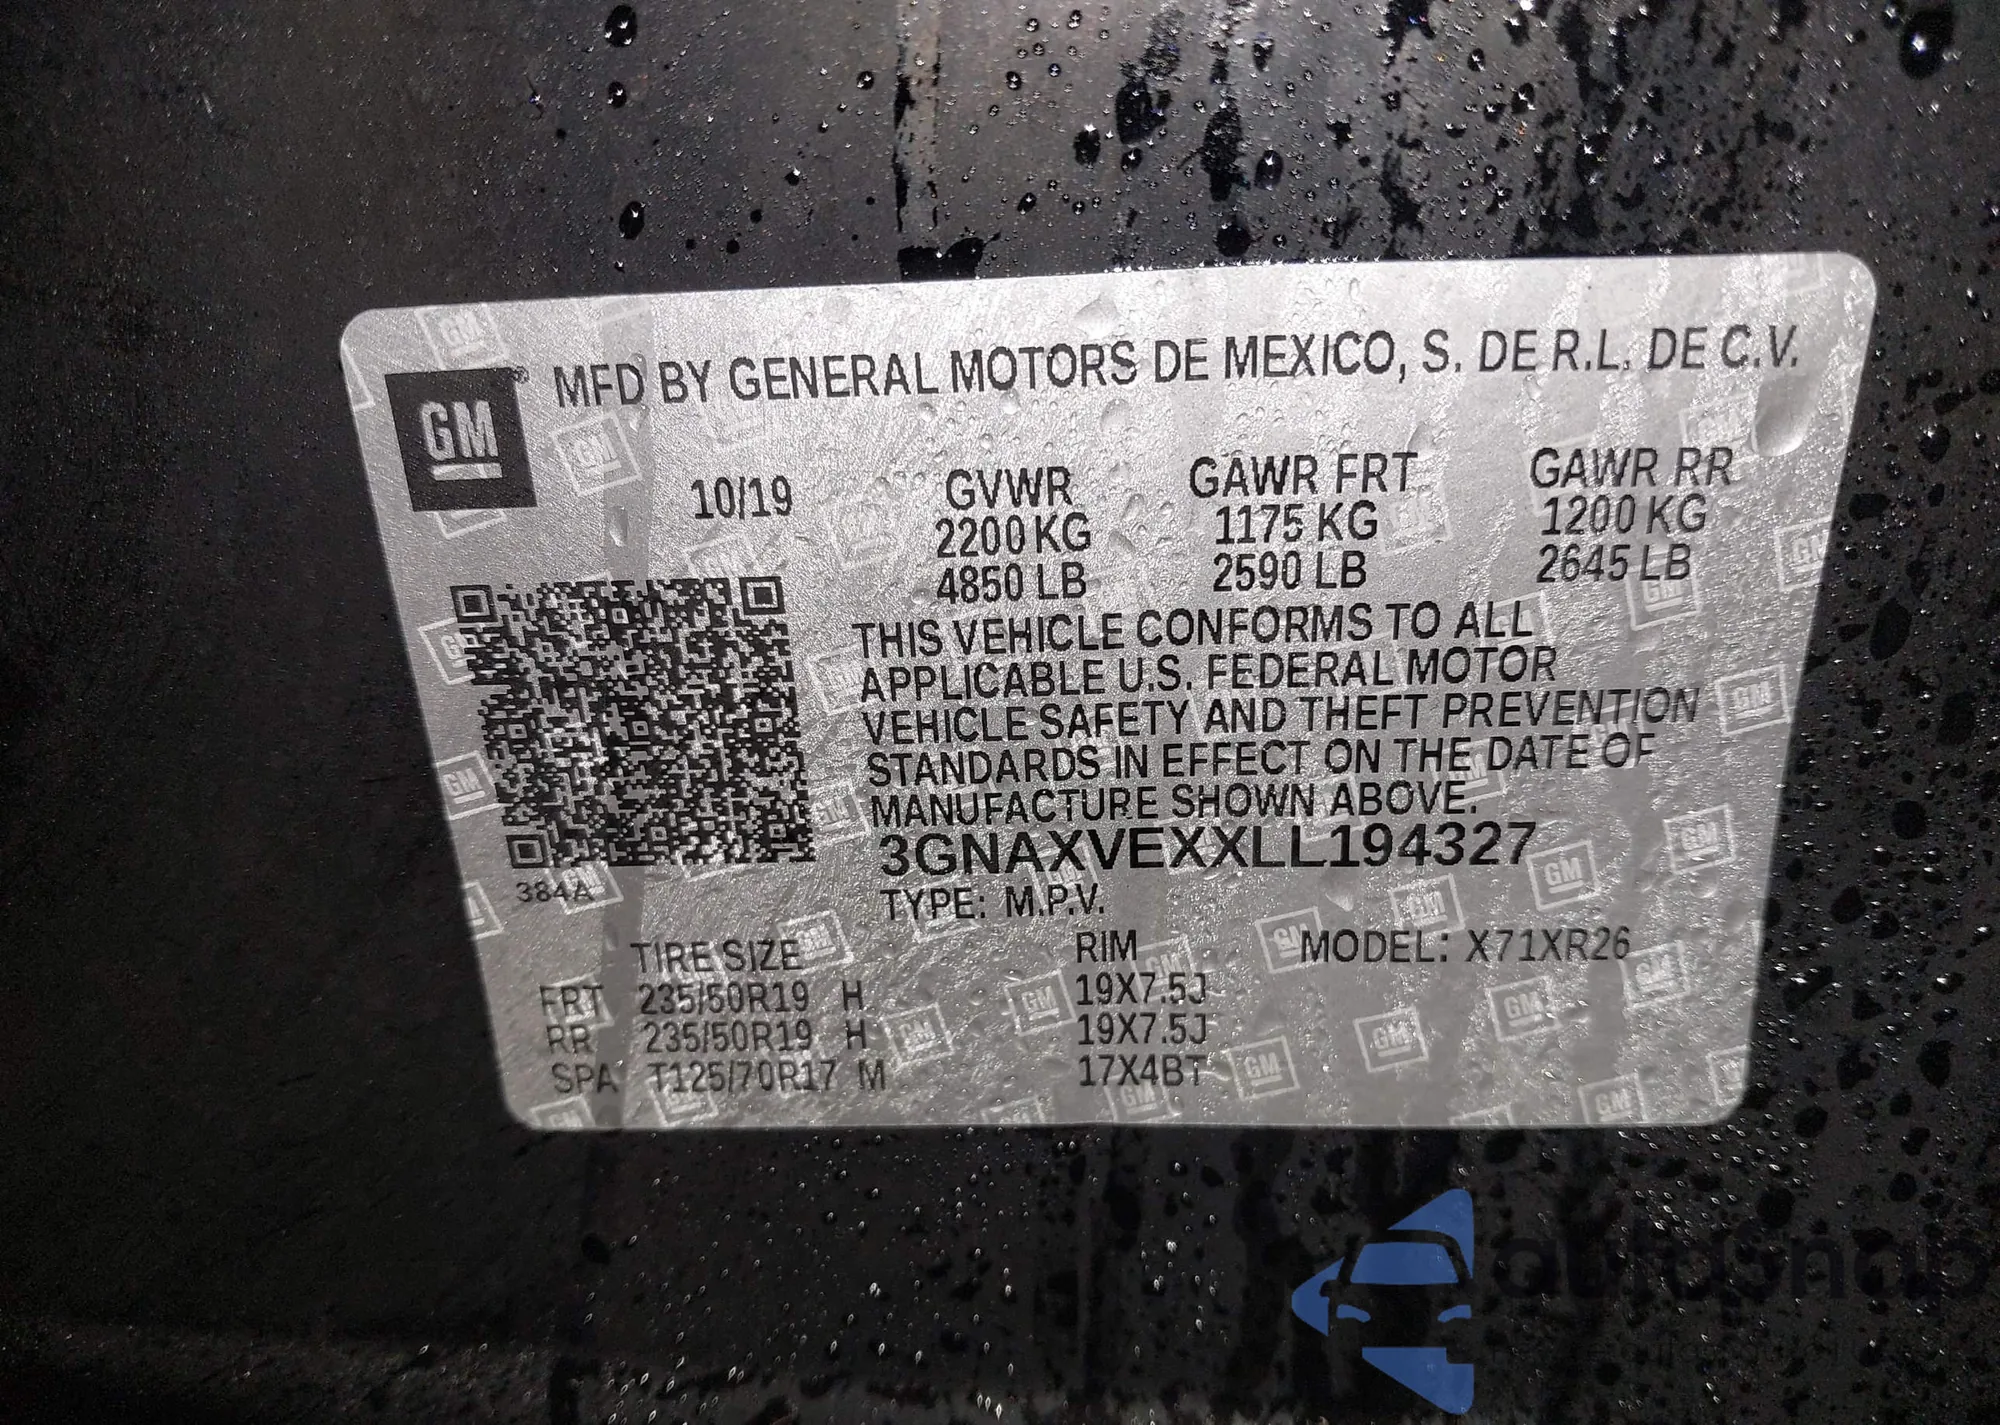 GM
MFD BY GENERAL MOTORS DE MEXICO, S. DE R.L. DE C.V.
10/19 GVWR GAWR FRT GAWR RR
2200 KG 1175 KG 1200 KG
4850 LB 2590 LB 2645 LB
THIS VEHICLE CONFORMS TO ALL
APPLICABLE U.S. FEDERAL MOTOR
VEHICLE SAFETY AND THEFT PREVENTION
STANDARDS IN EFFECT ON THE DATE OF
MANUFACTURE SHOWN ABOVE.
3GNAXVEXXLL194327
384A
TYPE: M.P.V.
TIRE SIZE RIM MODEL: X71XR26
FRT 235/50R19 H 19X7.5J
RR 235/50R19 H 19X7.5J
SPA T125/70R17 M 17X4BT
autosnap